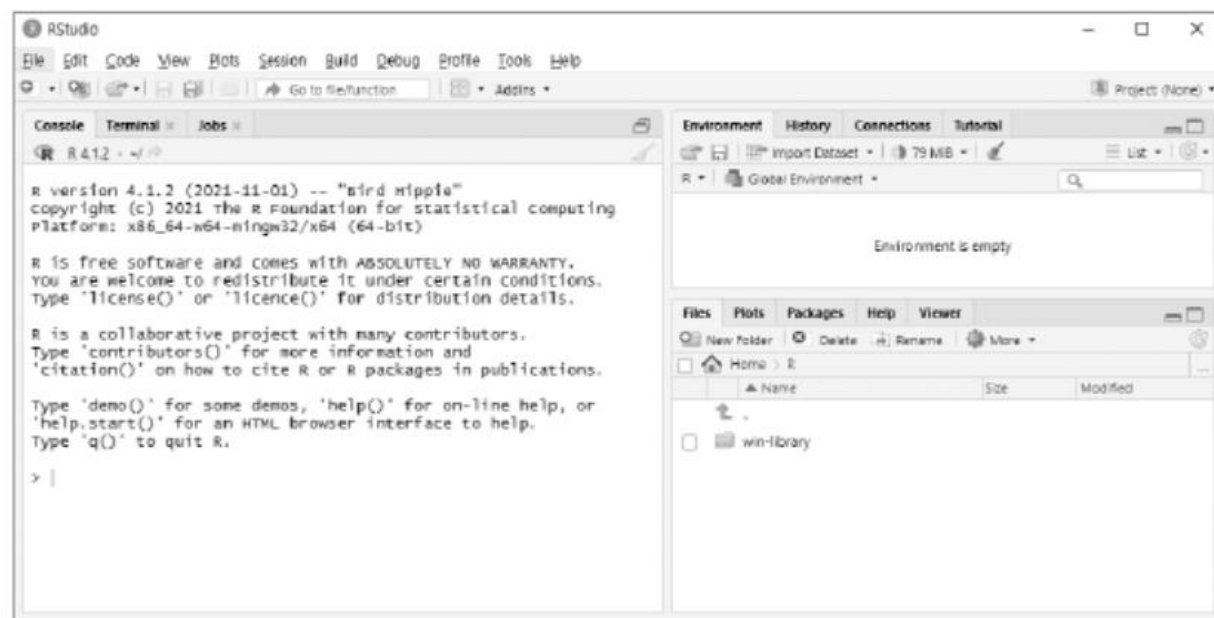 RStudio
File Edit Code View Plots Session Build Debug Profile Tools Help
Go to file/function Addins Project: (None)
Console Terminal Jobs
R 4.1.2 · ~/
R version 4.1.2 (2021-11-01) -- "Bird Hippie"
Copyright (c) 2021 The R Foundation for Statistical Computing
Platform: x86_64-w64-mingw32/x64 (64-bit)
R is free software and comes with ABSOLUTELY NO WARRANTY.
You are welcome to redistribute it under certain conditions.
Type 'license()' or 'licence()' for distribution details.
R is a collaborative project with many contributors.
Type 'contributors()' for more information and
'citation()' on how to cite R or R packages in publications.
Type 'demo()' for some demos, 'help()' for on-line help, or
'help.start()' for an HTML browser interface to help.
Type 'q()' to quit R.
>
Environment History Connections Tutorial
Import Dataset 79 MiB List
R Global Environment
Environment is empty
Files Plots Packages Help Viewer
New Folder Delete Rename More
Home > R
Name Size Modified
..
win-library